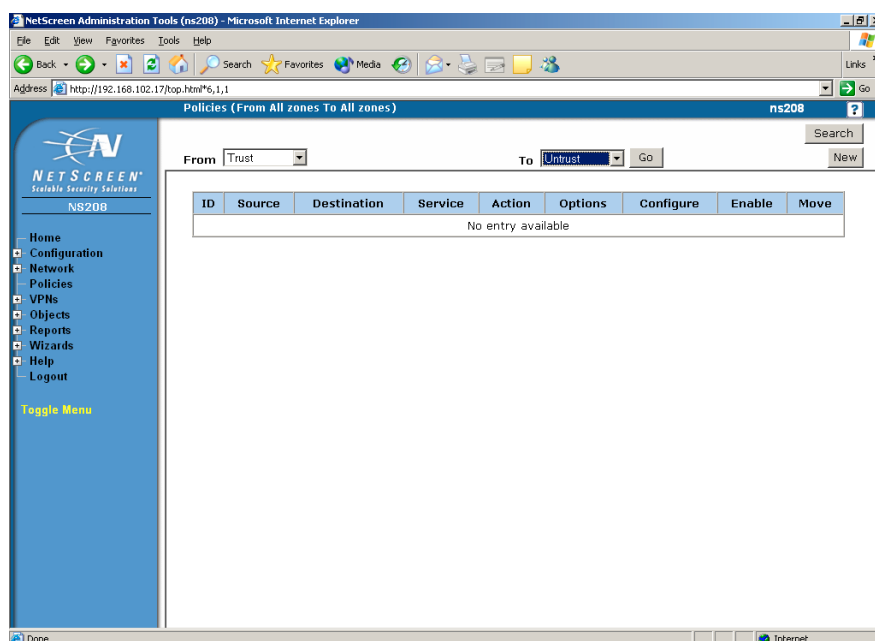 NetScreen Administration Tools (ns208) - Microsoft Internet Explorer
File Edit View Favorites Tools Help
Back Search Favorites Media Links
Address http://192.168.102.17/top.html*6,1,1 Go
Policies (From All zones To All zones) ns208 ?
Search
From Trust To Untrust Go New
N
NETSCREEN
Scalable Security Solutions
NS208
ID Source Destination Service Action Options Configure Enable Move
No entry available
Home
Configuration
Network
Policies
VPNs
Objects
Reports
Wizards
Help
Logout
Toggle Menu
Done Internet